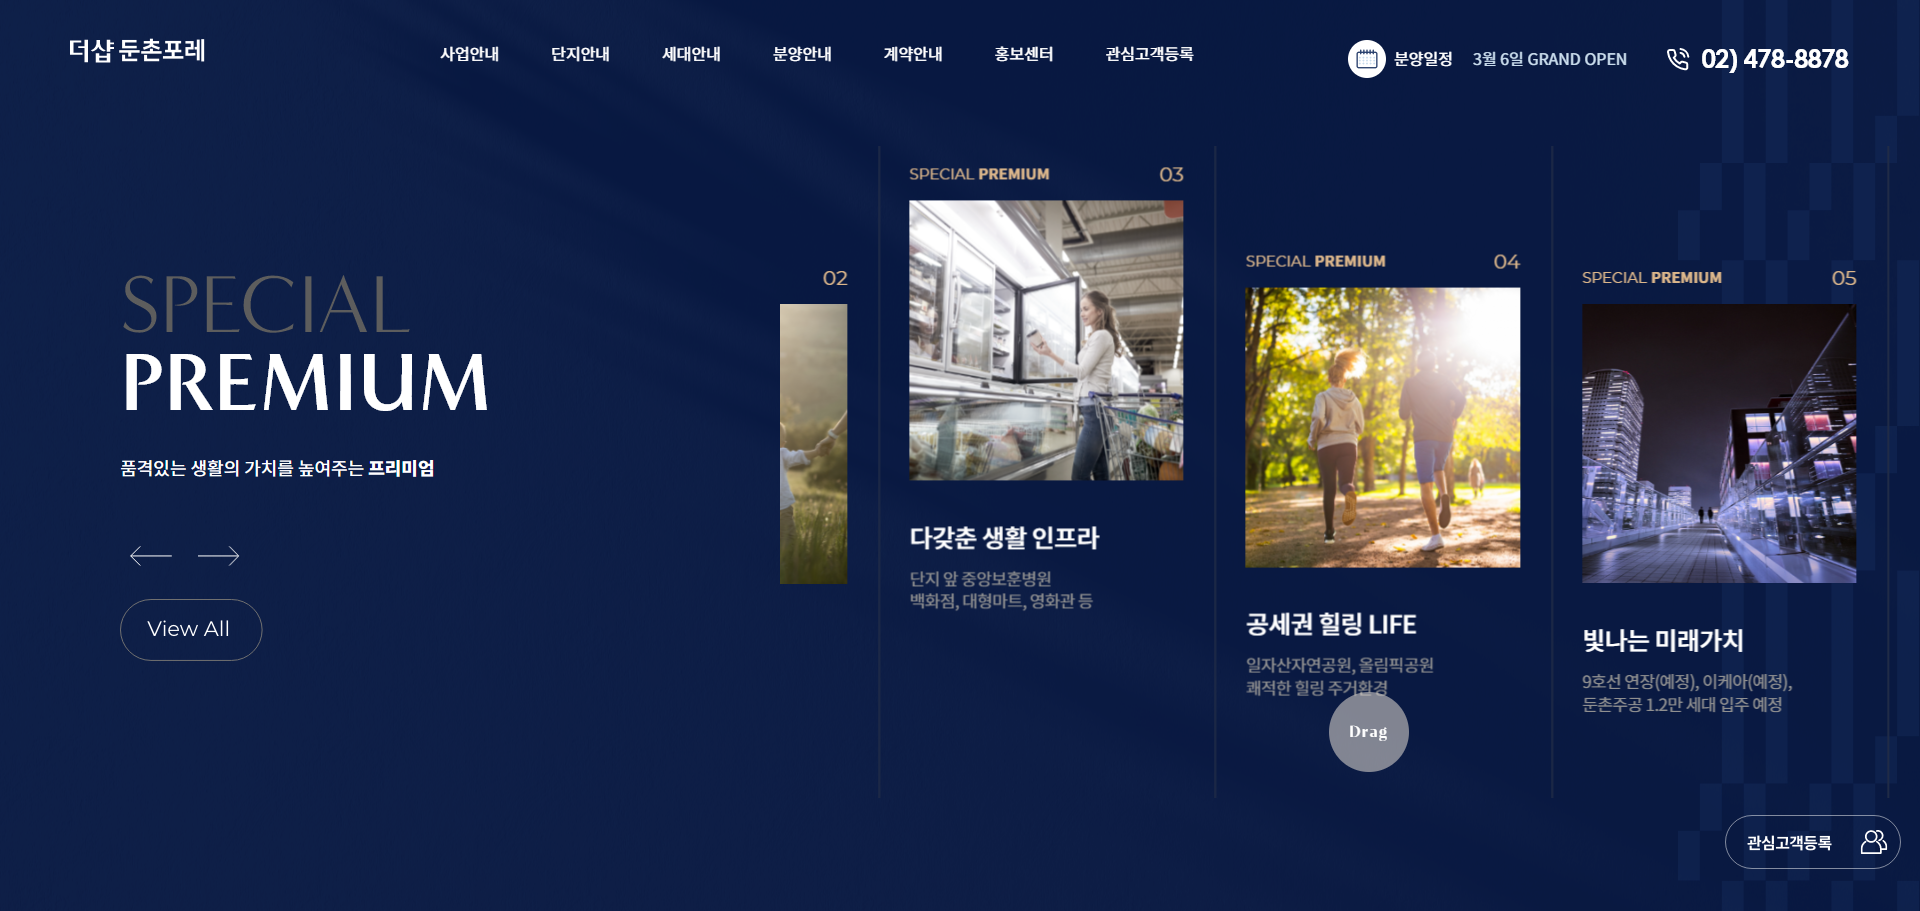 더샵 둔촌포레
사업안내
단지안내
세대안내
분양안내
계약안내
홍보센터
관심고객등록
분양일정
3월 6일 GRAND OPEN
02) 478-8878
SPECIAL
PREMIUM
품격있는 생활의 가치를 높여주는 프리미엄
View All
02
SPECIAL PREMIUM
03
다갖춘 생활 인프라
단지 앞 중앙보훈병원
백화점, 대형마트, 영화관 등
SPECIAL PREMIUM
04
공세권 힐링 LIFE
일자산자연공원, 올림픽공원
쾌적한 힐링 주거환경
Drag
SPECIAL PREMIUM
05
빛나는 미래가치
9호선 연장(예정), 이케아(예정),
둔촌주공 1.2만 세대 입주 예정
관심고객등록